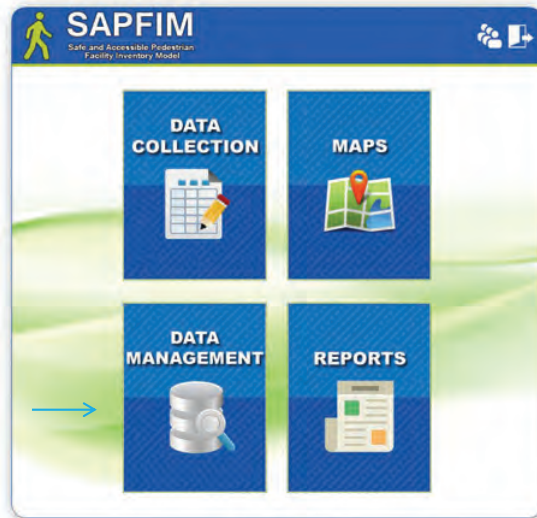 SAPFIM
Safe and Accessible Pedestrian
Facility Inventory Model
DATA
COLLECTION
MAPS
DATA
MANAGEMENT
REPORTS